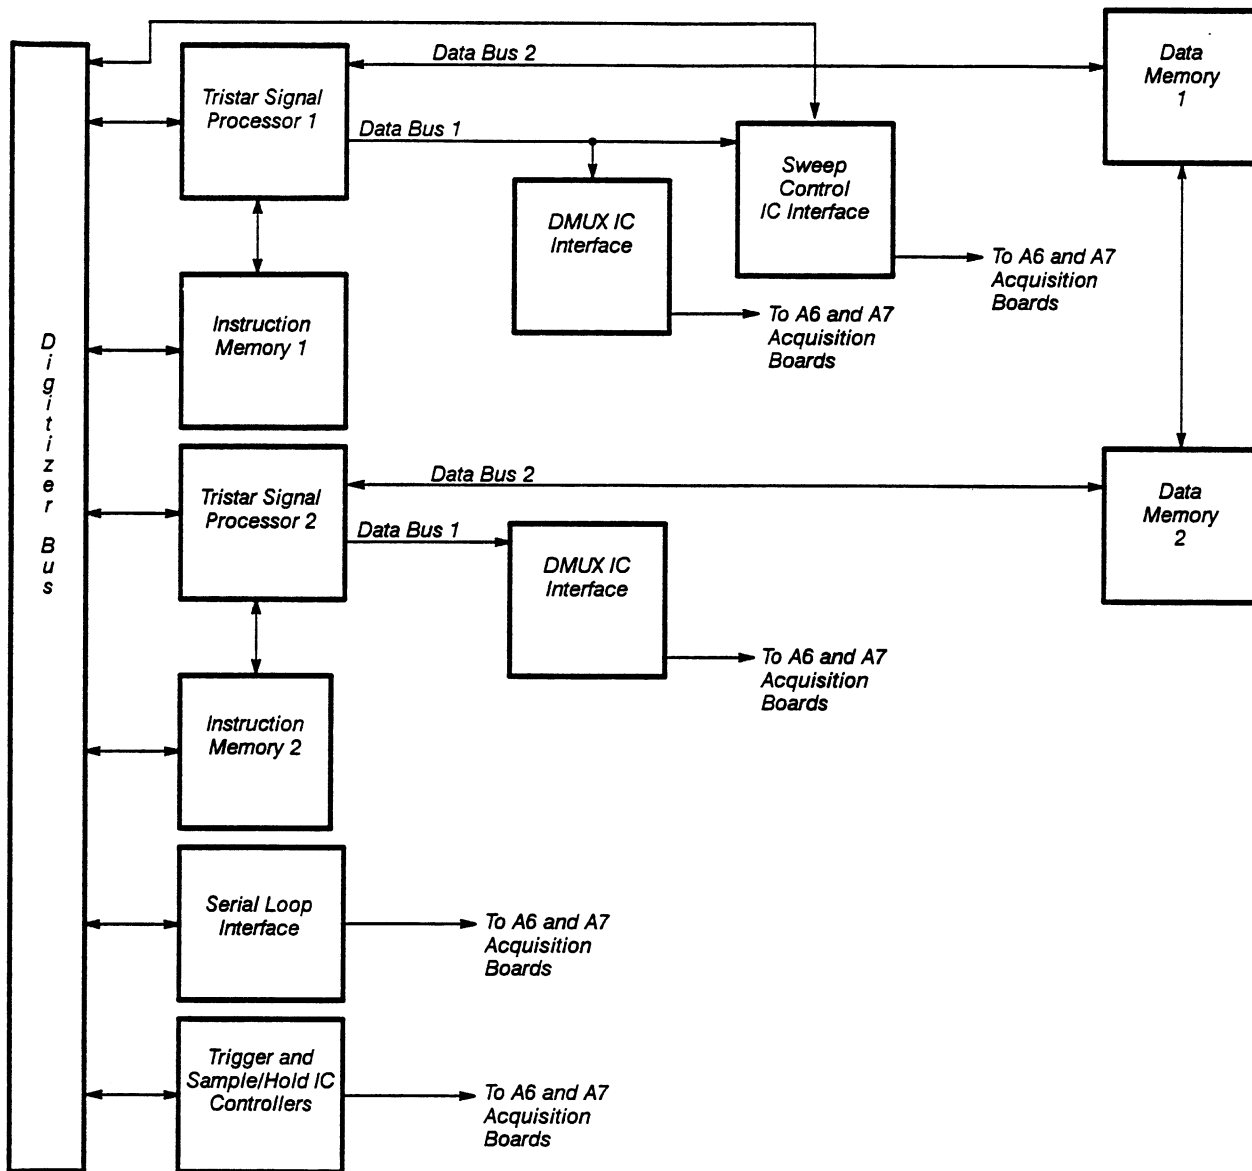 Data Bus 2
Data
Memory
1
Tristar Signal
Processor 1
Data Bus 1
Sweep
Control
IC Interface
DMUX IC
Interface
To A6 and A7
Acquisition
Boards
To A6 and A7
Acquisition
Boards
Instruction
Memory 1
Digitizer Bus
Data Bus 2
Tristar Signal
Processor 2
Data
Memory
2
Data Bus 1
DMUX IC
Interface
To A6 and A7
Acquisition
Boards
Instruction
Memory 2
Serial Loop
Interface
To A6 and A7
Acquisition
Boards
Trigger and
Sample/Hold IC
Controllers
To A6 and A7
Acquisition
Boards